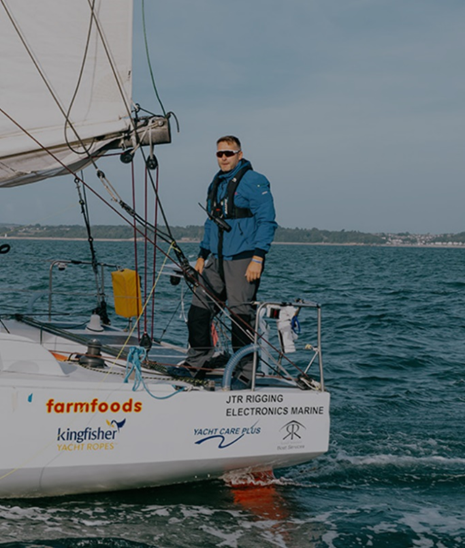 farmfoods
kingfisher
YACHT ROPES
JTR RIGGING
ELECTRONICS MARINE
YACHT CARE PLUS